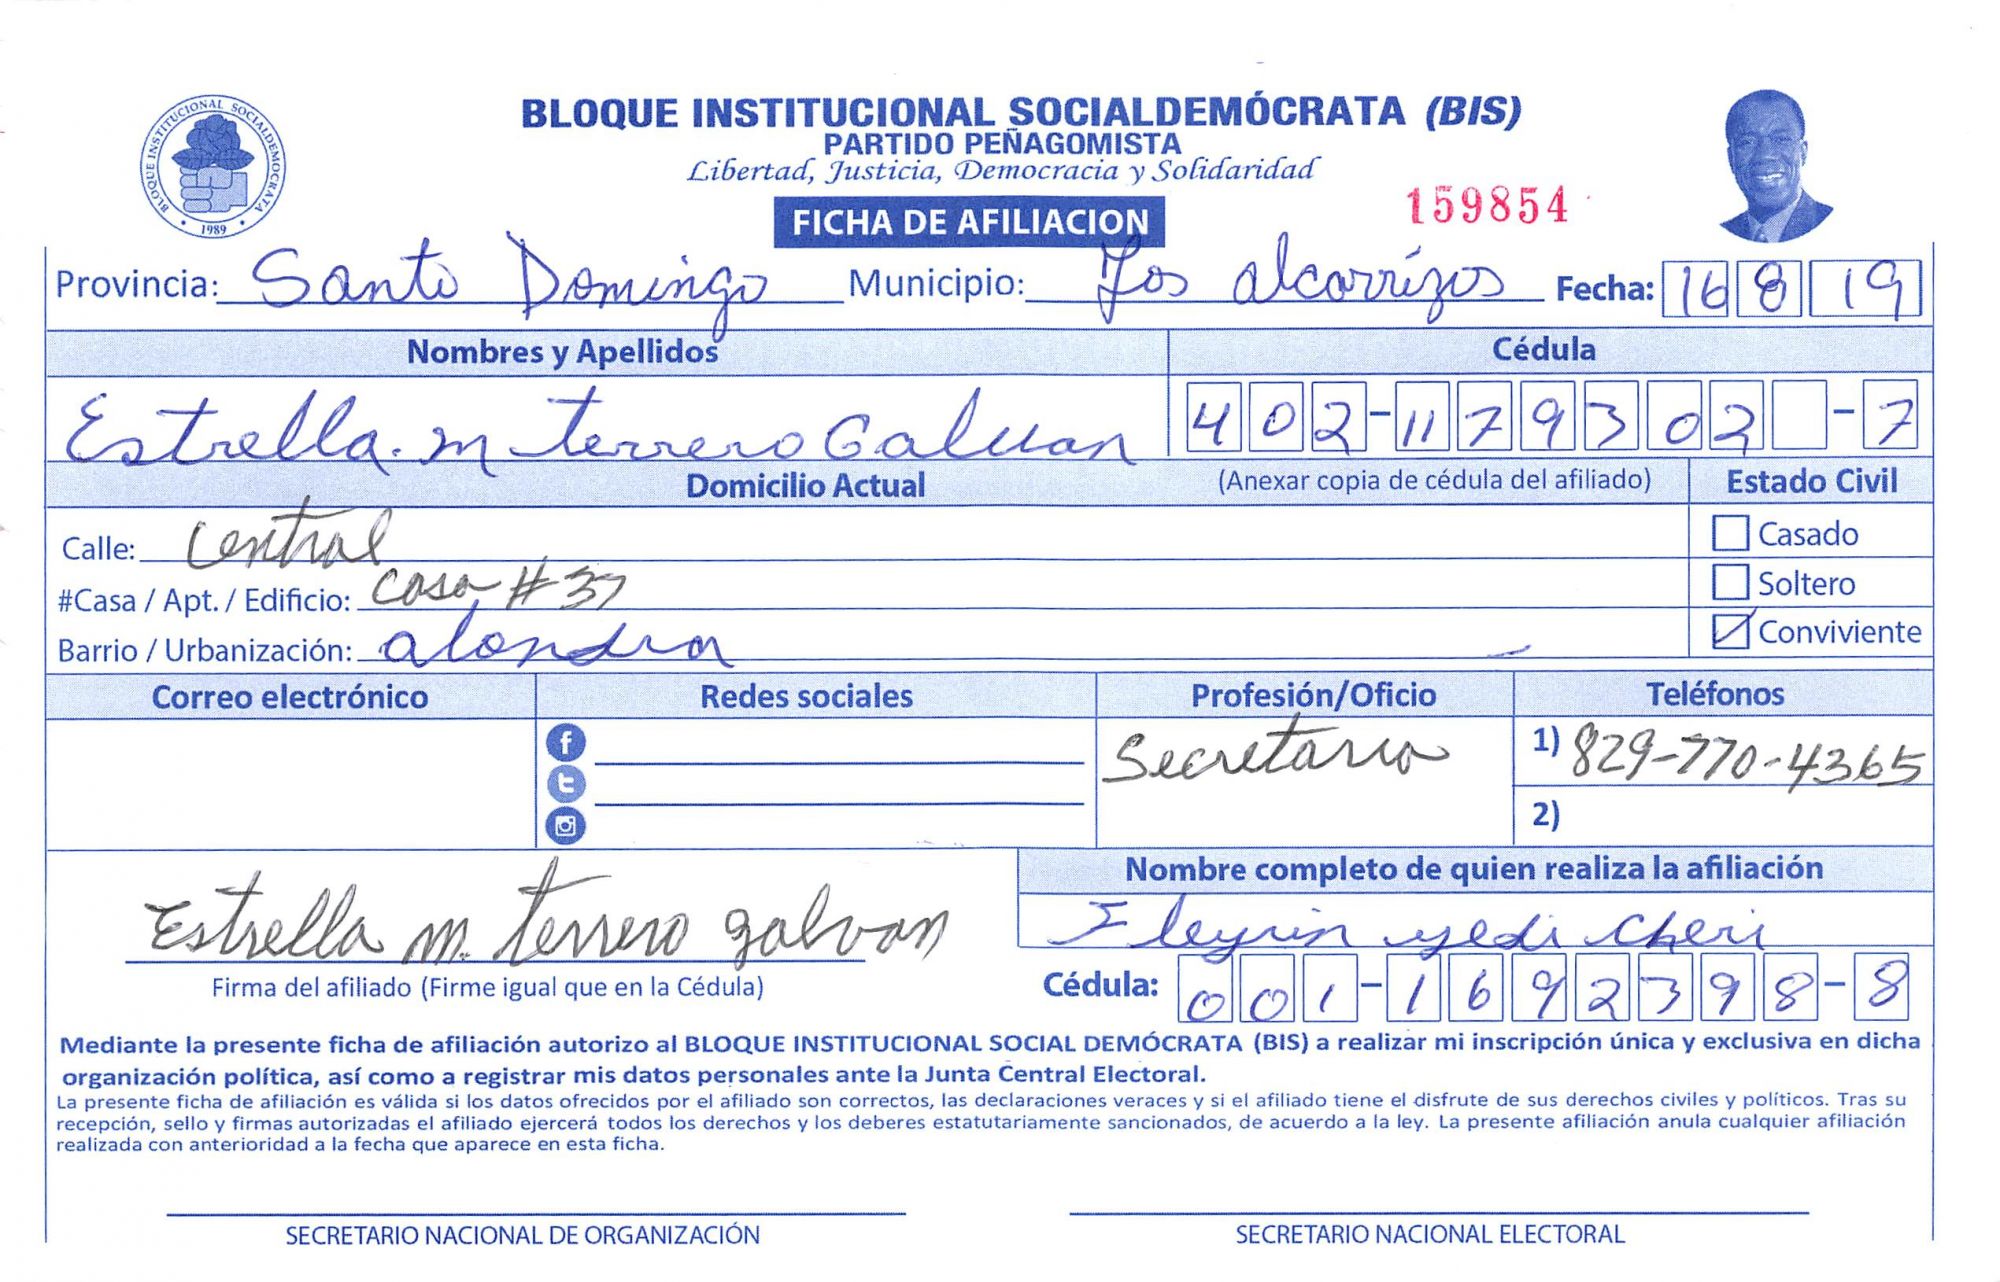 BLOQUE INSTITUCIONAL SOCIALDEMOCRATA
1989
BLOQUE INSTITUCIONAL SOCIALDEMÓCRATA (BIS)
PARTIDO PEÑAGOMISTA
Libertad, Justicia, Democracia y Solidaridad
159854
FICHA DE AFILIACION
Provincia: Santo Domingo Municipio: Los alcarrizos Fecha: 16 8 19
Nombres y Apellidos Cédula
Estrella. m terrero Galvan 402-1179302 -7
Domicilio Actual (Anexar copia de cédula del afiliado) Estado Civil
Calle: Central Casado
#Casa / Apt. / Edificio: Casa #37 Soltero
Barrio / Urbanización: alondra Conviviente
Correo electrónico Redes sociales Profesión/Oficio Teléfonos
Secretaria 1) 829-770-4365
2)
Nombre completo de quien realiza la afiliación
Estrella m. terrero galvan yedi cheri
Firma del afiliado (Firme igual que en la Cédula) Cédula: 001-1692398-8
Mediante la presente ficha de afiliación autorizo al BLOQUE INSTITUCIONAL SOCIAL DEMÓCRATA (BIS) a realizar mi inscripción única y exclusiva en dicha
organización política, así como a registrar mis datos personales ante la Junta Central Electoral.
La presente ficha de afiliación es válida si los datos ofrecidos por el afiliado son correctos, las declaraciones veraces y si el afiliado tiene el disfrute de sus derechos civiles y políticos. Tras su
recepción, sello y firmas autorizadas el afiliado ejercerá todos los derechos y los deberes estatutariamente sancionados, de acuerdo a la ley. La presente afiliación anula cualquier afiliación
realizada con anterioridad a la fecha que aparece en esta ficha.
SECRETARIO NACIONAL DE ORGANIZACIÓN SECRETARIO NACIONAL ELECTORAL